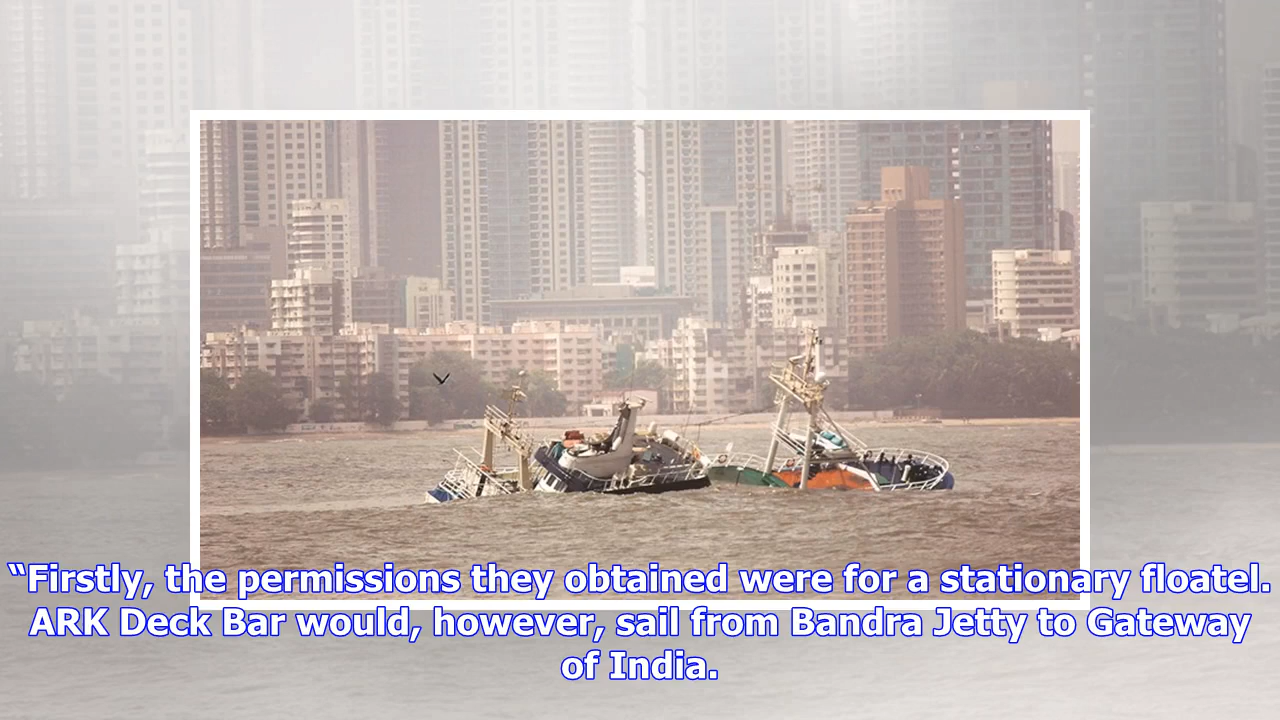 “Firstly, the permissions they obtained were for a stationary floatel.
ARK Deck Bar would, however, sail from Bandra Jetty to Gateway
of India.